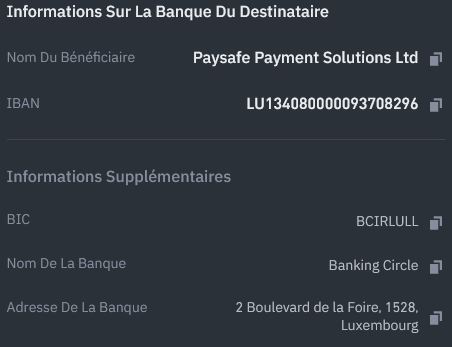 Informations Sur La Banque Du Destinataire
Nom Du Bénéficiaire Paysafe Payment Solutions Ltd
IBAN LU134080000093708296
Informations Supplémentaires
BIC BCIRLULL
Nom De La Banque Banking Circle
Adresse De La Banque 2 Boulevard de la Foire, 1528,
Luxembourg